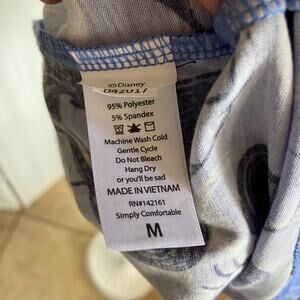 ©Disney
042017
95% Polyester
5% Spandex
Machine Wash Cold
Gentle Cycle
Do Not Bleach
Hang Dry
or you'll be sad
MADE IN VIETNAM
RN#142161
Simply Comfortable
M